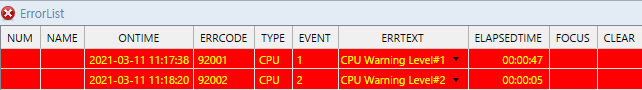 ErrorList
NUM NAME ONTIME ERRCODE TYPE EVENT ERRTEXT ELAPSEDTIME FOCUS CLEAR
2021-03-11 11:17:38 92001 CPU 1 CPU Warning Level#1 00:00:47
2021-03-11 11:18:20 92002 CPU 2 CPU Warning Level#2 00:00:05